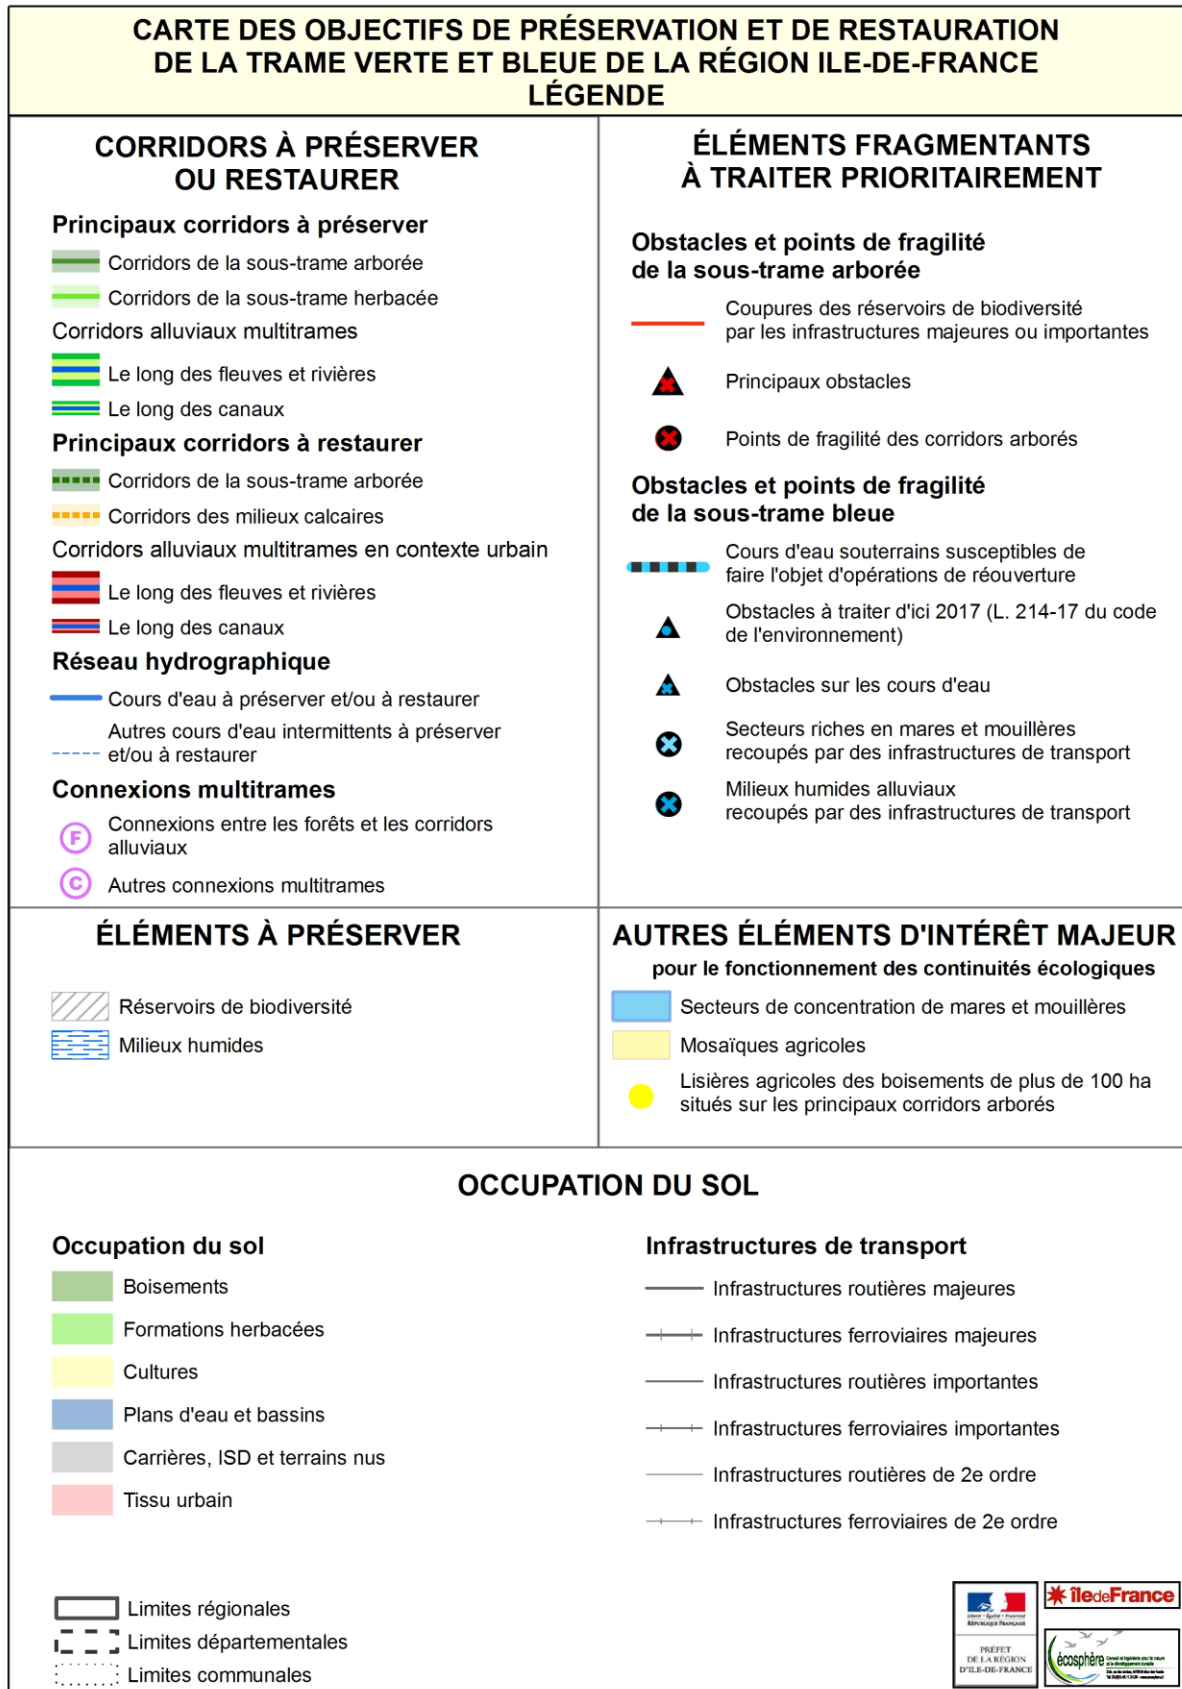 CARTE DES OBJECTIFS DE PRÉSERVATION ET DE RESTAURATION
DE LA TRAME VERTE ET BLEUE DE LA RÉGION ILE-DE-FRANCE
LÉGENDE
CORRIDORS À PRÉSERVER
OU RESTAURER
Principaux corridors à préserver
Corridors de la sous-trame arborée
Corridors de la sous-trame herbacée
Corridors alluviaux multitrames
Le long des fleuves et rivières
Le long des canaux
Principaux corridors à restaurer
Corridors de la sous-trame arborée
Corridors des milieux calcaires
Corridors alluviaux multitrames en contexte urbain
Le long des fleuves et rivières
Le long des canaux
Réseau hydrographique
Cours d'eau à préserver et/ou à restaurer
Autres cours d'eau intermittents à préserver
et/ou à restaurer
Connexions multitrames
F
Connexions entre les forêts et les corridors
alluviaux
C
Autres connexions multitrames
ÉLÉMENTS FRAGMENTANTS
À TRAITER PRIORITAIREMENT
Obstacles et points de fragilité
de la sous-trame arborée
Coupures des réservoirs de biodiversité
par les infrastructures majeures ou importantes
Principaux obstacles
Points de fragilité des corridors arborés
Obstacles et points de fragilité
de la sous-trame bleue
Cours d'eau souterrains susceptibles de
faire l'objet d'opérations de réouverture
Obstacles à traiter d'ici 2017 (L. 214-17 du code
de l'environnement)
Obstacles sur les cours d'eau
Secteurs riches en mares et mouillères
recoupés par des infrastructures de transport
Milieux humides alluviaux
recoupés par des infrastructures de transport
ÉLÉMENTS À PRÉSERVER
Réservoirs de biodiversité
Milieux humides
AUTRES ÉLÉMENTS D'INTÉRÊT MAJEUR
pour le fonctionnement des continuités écologiques
Secteurs de concentration de mares et mouillères
Mosaïques agricoles
Lisières agricoles des boisements de plus de 100 ha
situés sur les principaux corridors arborés
OCCUPATION DU SOL
Occupation du sol
Boisements
Formations herbacées
Cultures
Plans d'eau et bassins
Carrières, ISD et terrains nus
Tissu urbain
Infrastructures de transport
Infrastructures routières majeures
Infrastructures ferroviaires majeures
Infrastructures routières importantes
Infrastructures ferroviaires importantes
Infrastructures routières de 2e ordre
Infrastructures ferroviaires de 2e ordre
Limites régionales
Limites départementales
Limites communales
Liberté • Égalité • Fraternité
RÉPUBLIQUE FRANÇAISE
PRÉFET
DE LA RÉGION
D'ILE-DE-FRANCE
îledeFrance
écosphère